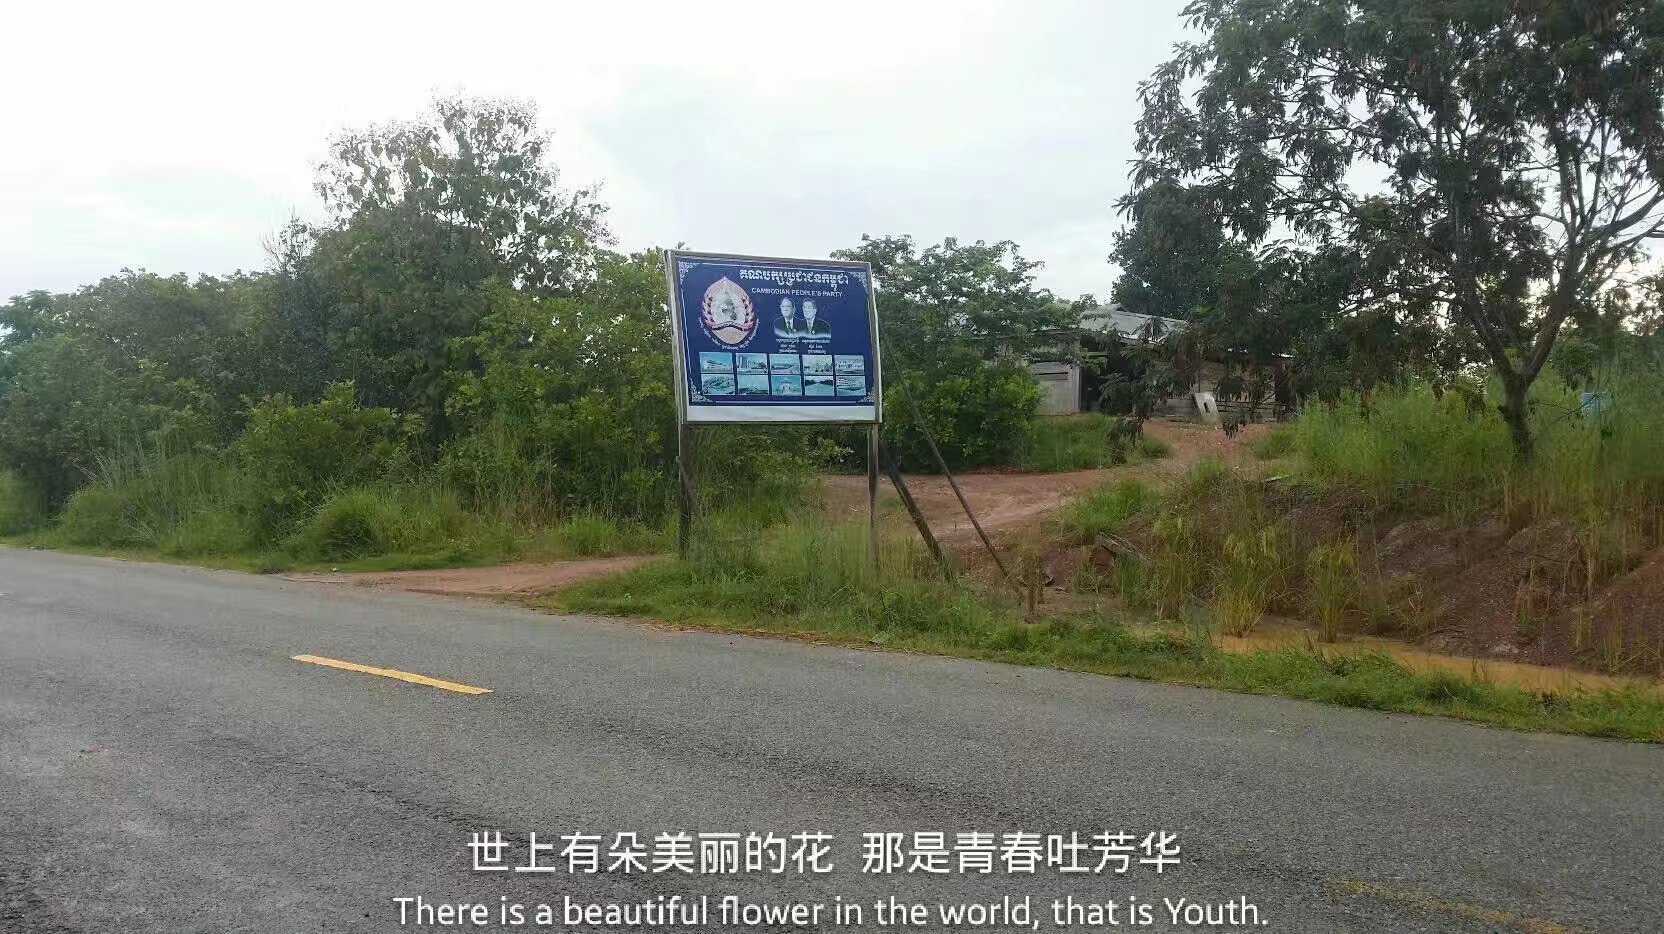 គណបក្សប្រជាជនកម្ពុជា
CAMBODIAN PEOPLE'S PARTY
世上有朵美丽的花 那是青春吐芳华
There is a beautiful flower in the world, that is Youth.